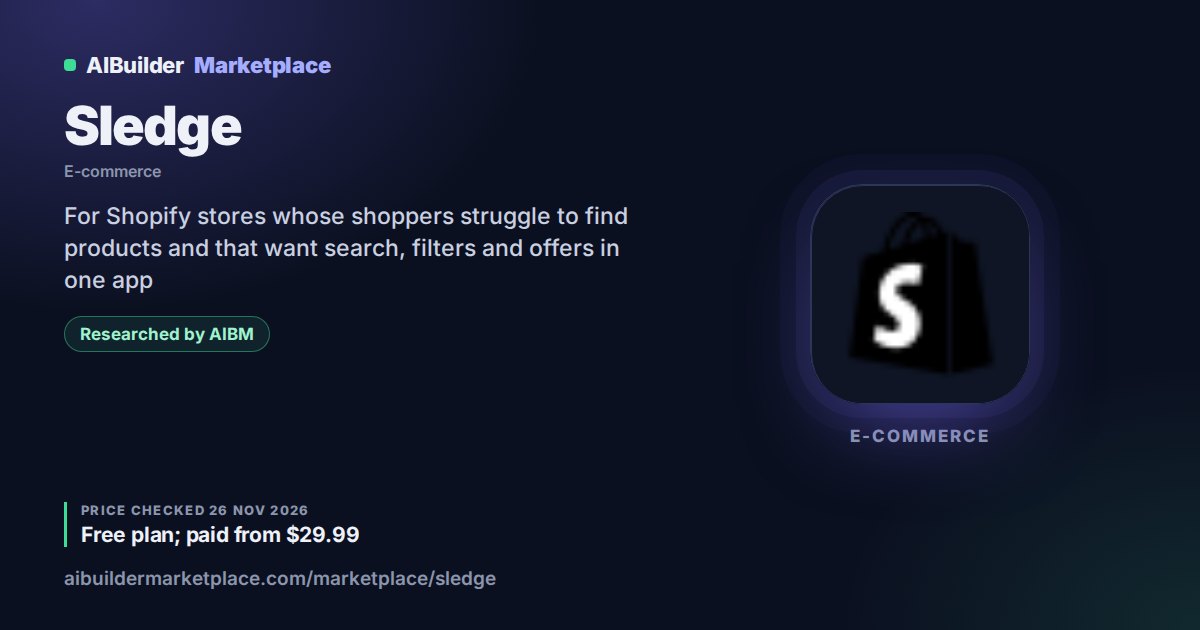 AIBuilder Marketplace
Sledge
E-commerce
For Shopify stores whose shoppers struggle to find
products and that want search, filters and offers in
one app
Researched by AIBM
S
E-COMMERCE
PRICE CHECKED 26 NOV 2026
Free plan; paid from $29.99
aibuildermarketplace.com/marketplace/sledge